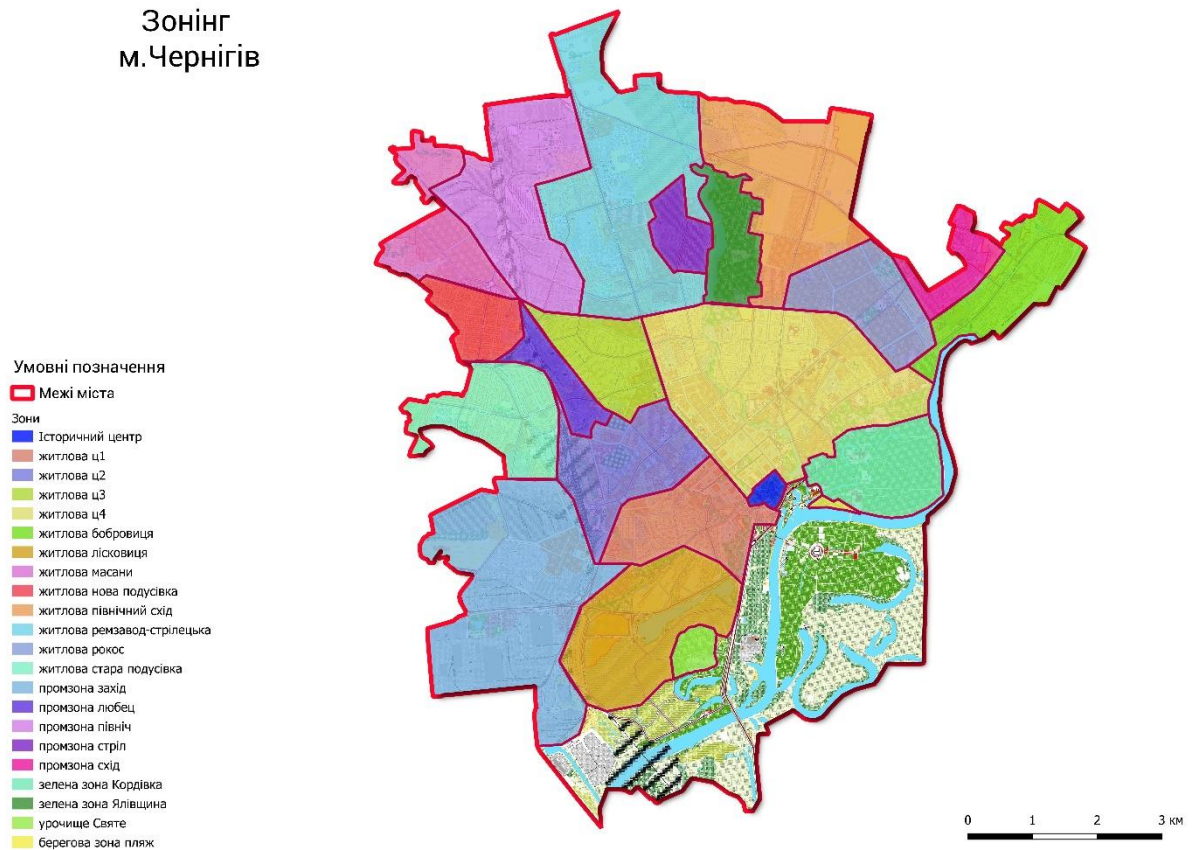 Зонінг
м.Чернігів
Умовні позначення
Межі міста
Зони
Історичний центр
житлова ц1
житлова ц2
житлова ц3
житлова ц4
житлова бобровиця
житлова лісковиця
житлова масани
житлова нова подусівка
житлова північний схід
житлова ремзавод-стрілецька
житлова рокос
житлова стара подусівка
промзона захід
промзона любец
промзона північ
промзона стріл
промзона схід
зелена зона Кордівка
зелена зона Ялівщина
урочище Святе
берегова зона пляж
0 1 2 3 км